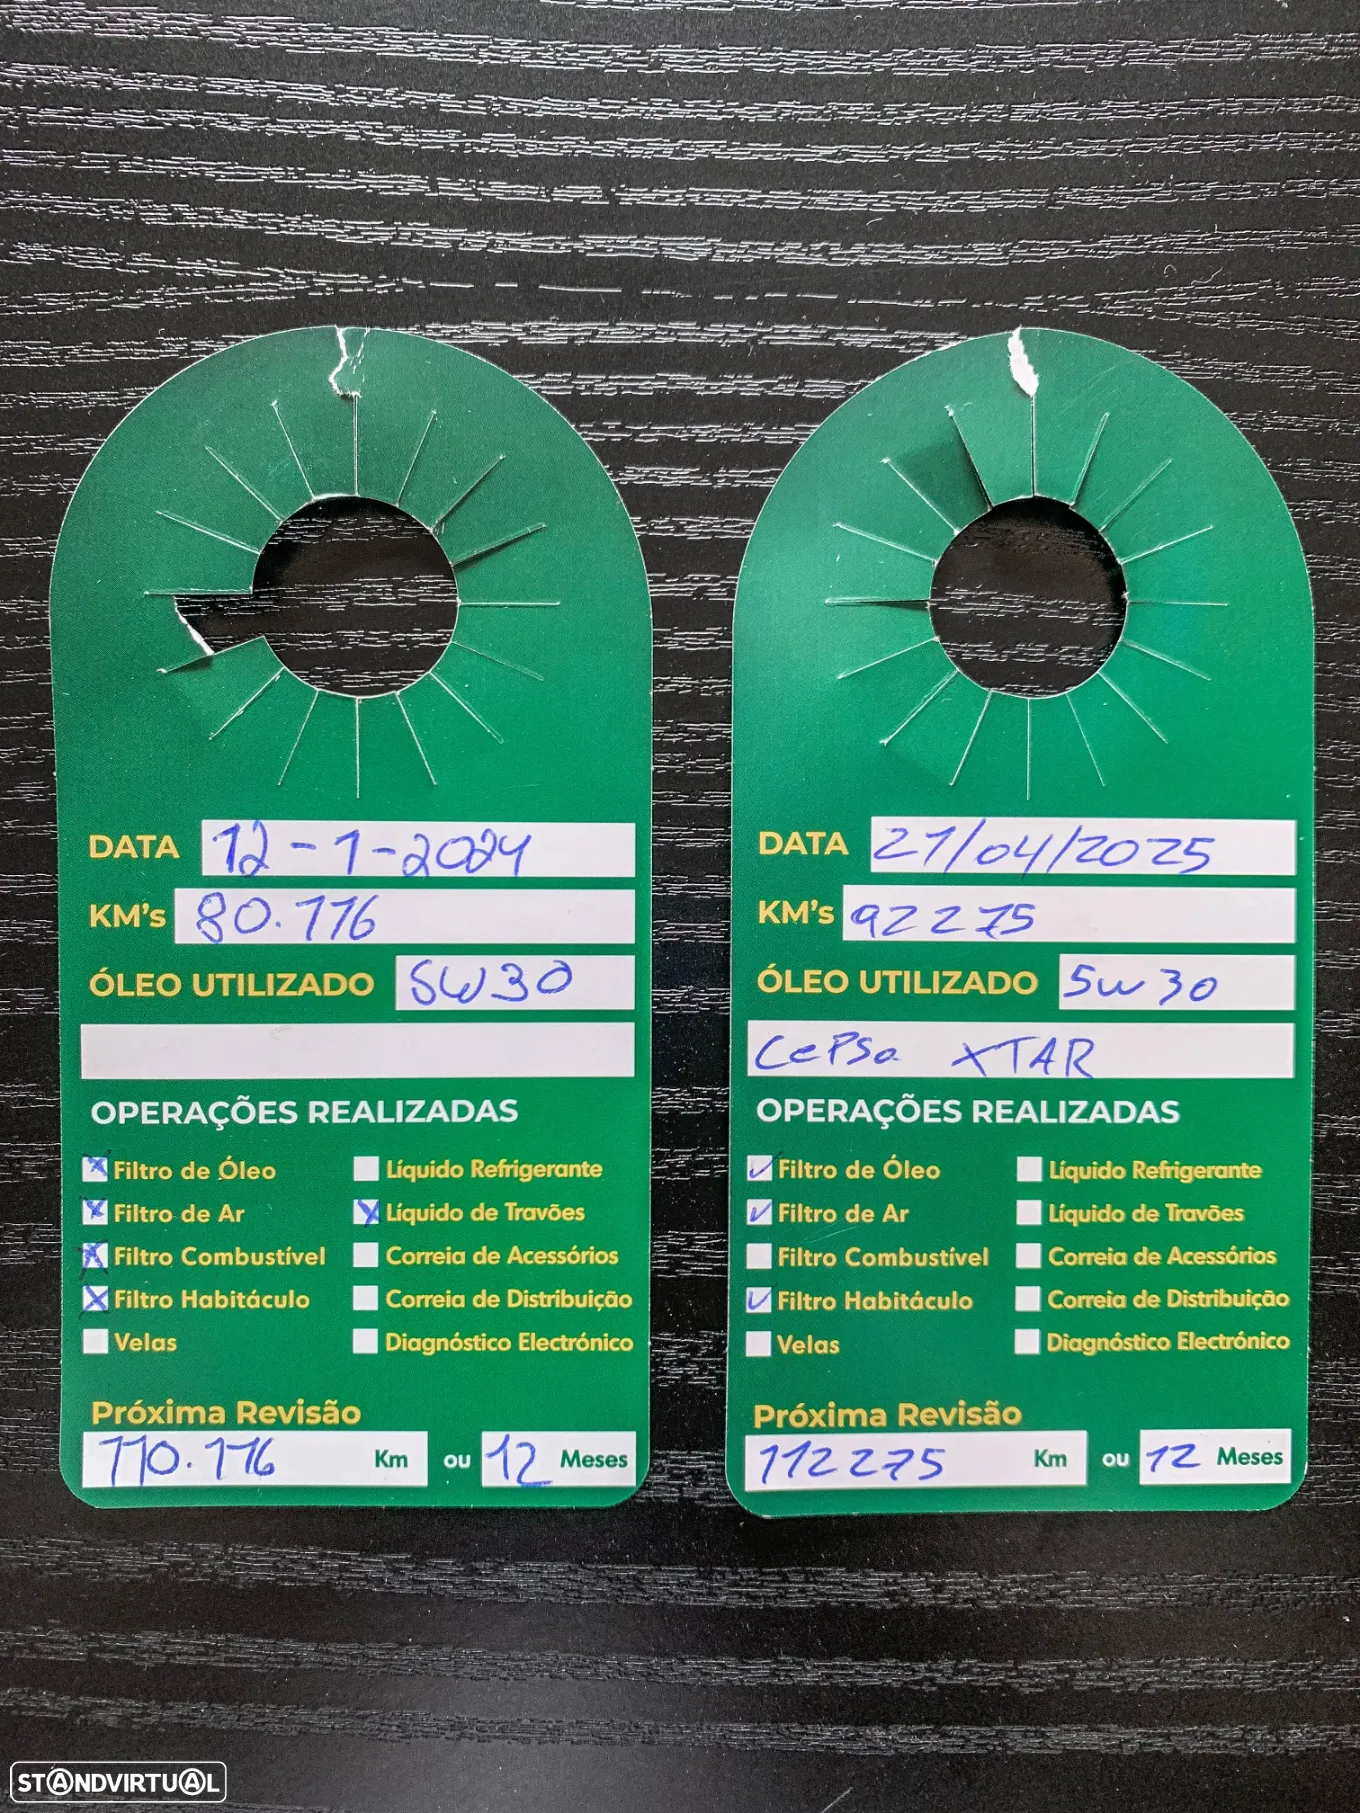 DATA 12-1-2024
KM's 80.116
ÓLEO UTILIZADO 5W30
OPERAÇÕES REALIZADAS
Filtro de Óleo Líquido Refrigerante
Filtro de Ar Líquido de Travões
Filtro Combustível Correia de Acessórios
Filtro Habitáculo Correia de Distribuição
Velas Diagnóstico Electrónico
Próxima Revisão
110.116 Km ou 12 Meses
DATA 21/04/2025
KM's 92275
ÓLEO UTILIZADO 5w30
CePSa XTAR
OPERAÇÕES REALIZADAS
Filtro de Óleo Líquido Refrigerante
Filtro de Ar Líquido de Travões
Filtro Combustível Correia de Acessórios
Filtro Habitáculo Correia de Distribuição
Velas Diagnóstico Electrónico
Próxima Revisão
112275 Km ou 12 Meses
STANDVIRTUAL